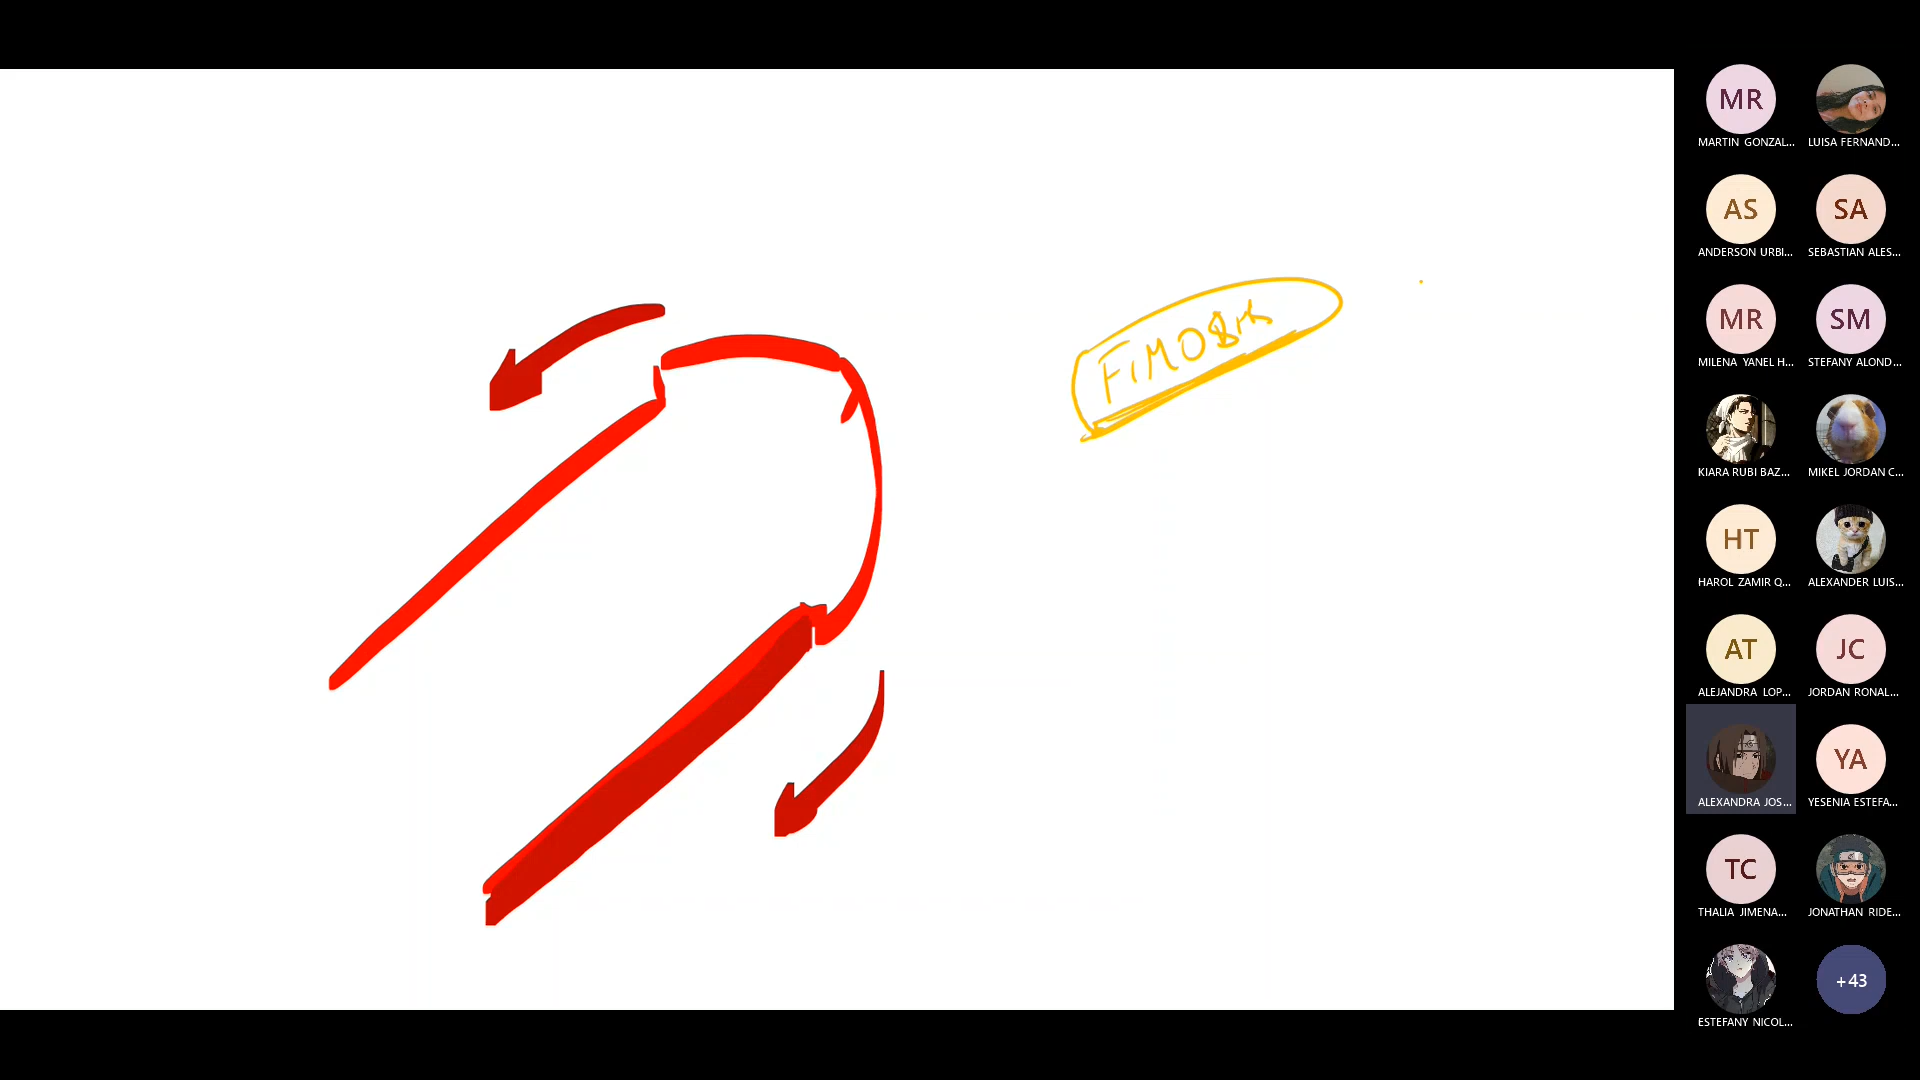 MR
MARTIN GONZAL...
LUISA FERNAND...
AS
SA
ANDERSON URBI...
SEBASTIAN ALES...
MR
SM
MILENA YANEL H...
STEFANY ALOND...
KIARA RUBI BAZ...
MIKEL JORDAN C...
HT
HAROL ZAMIR Q...
ALEXANDER LUIS...
AT
JC
ALEJANDRA LOP...
JORDAN RONAL...
YA
ALEXANDRA JOS...
YESENIA ESTEFA...
TC
THALIA JIMENA...
JONATHAN RIDE...
+43
ESTEFANY NICOL...